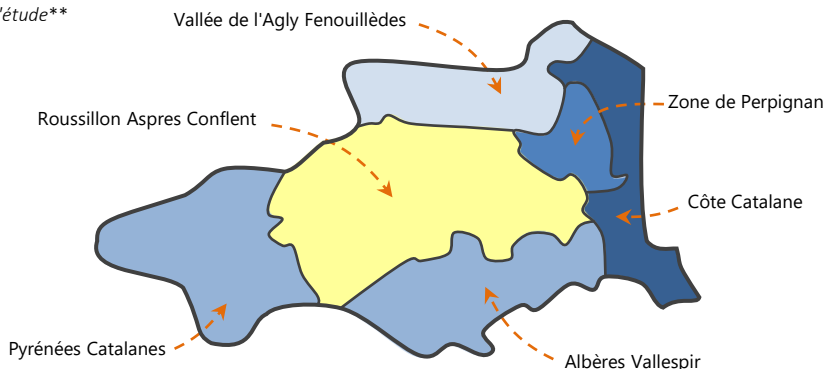 'étude**
Vallée de l'Agly Fenouillèdes
Zone de Perpignan
Roussillon Aspres Conflent
Côte Catalane
Pyrénées Catalanes
Albères Vallespir